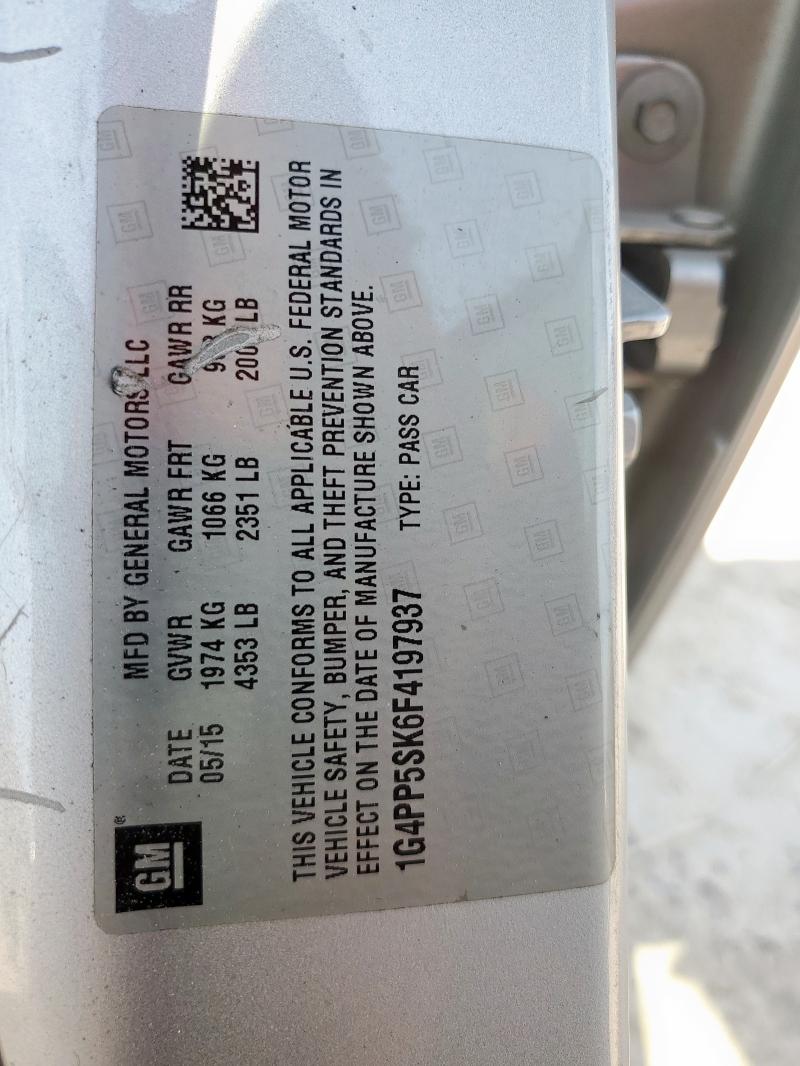 GM®
MFD BY GENERAL MOTORS LLC
DATE GVWR GAWR FRT GAWR RR
05/15 1974 KG 1066 KG KG
4353 LB 2351 LB LB
THIS VEHICLE CONFORMS TO ALL APPLICABLE U.S. FEDERAL MOTOR
VEHICLE SAFETY, BUMPER, AND THEFT PREVENTION STANDARDS IN
EFFECT ON THE DATE OF MANUFACTURE SHOWN ABOVE.
1G4PP5SK6F4197937 TYPE: PASS CAR